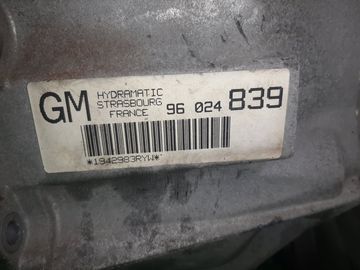 GM HYDRAMATIC
STRASBOURG
FRANCE 96 024 839
*1942983RYW*